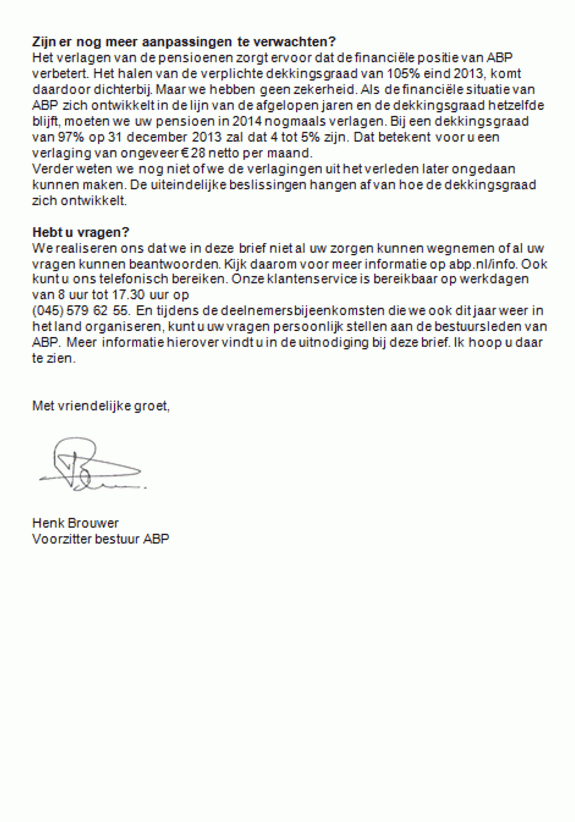 Zijn er nog meer aanpassingen te verwachten?
Het verlagen van de pensioenen zorgt ervoor dat de financiële positie van ABP
verbetert. Het halen van de verplichte dekkingsgraad van 105% eind 2013, komt
daardoor dichterbij. Maar we hebben geen zekerheid. Als de financiële situatie van
ABP zich ontwikkelt in de lijn van de afgelopen jaren en de dekkingsgraad hetzelfde
blijft, moeten we uw pensioen in 2014 nogmaals verlagen. Bij een dekkingsgraad
van 97% op 31 december 2013 zal dat 4 tot 5% zijn. Dat betekent voor u een
verlaging van ongeveer € 28 netto per maand.
Verder weten we nog niet of we de verlagingen uit het verleden later ongedaan
kunnen maken. De uiteindelijke beslissingen hangen af van hoe de dekkingsgraad
zich ontwikkelt.
Hebt u vragen?
We realiseren ons dat we in deze brief niet al uw zorgen kunnen wegnemen of al uw
vragen kunnen beantwoorden. Kijk daarom voor meer informatie op abp.nl/info. Ook
kunt u ons telefonisch bereiken. Onze klantenservice is bereikbaar op werkdagen
van 8 uur tot 17.30 uur op
(045) 579 62 55. En tijdens de deelnemersbijeenkomsten die we ook dit jaar weer in
het land organiseren, kunt u uw vragen persoonlijk stellen aan de bestuursleden van
ABP. Meer informatie hierover vindt u in de uitnodiging bij deze brief. Ik hoop u daar
te zien.
Met vriendelijke groet,
Henk Brouwer
Voorzitter bestuur ABP